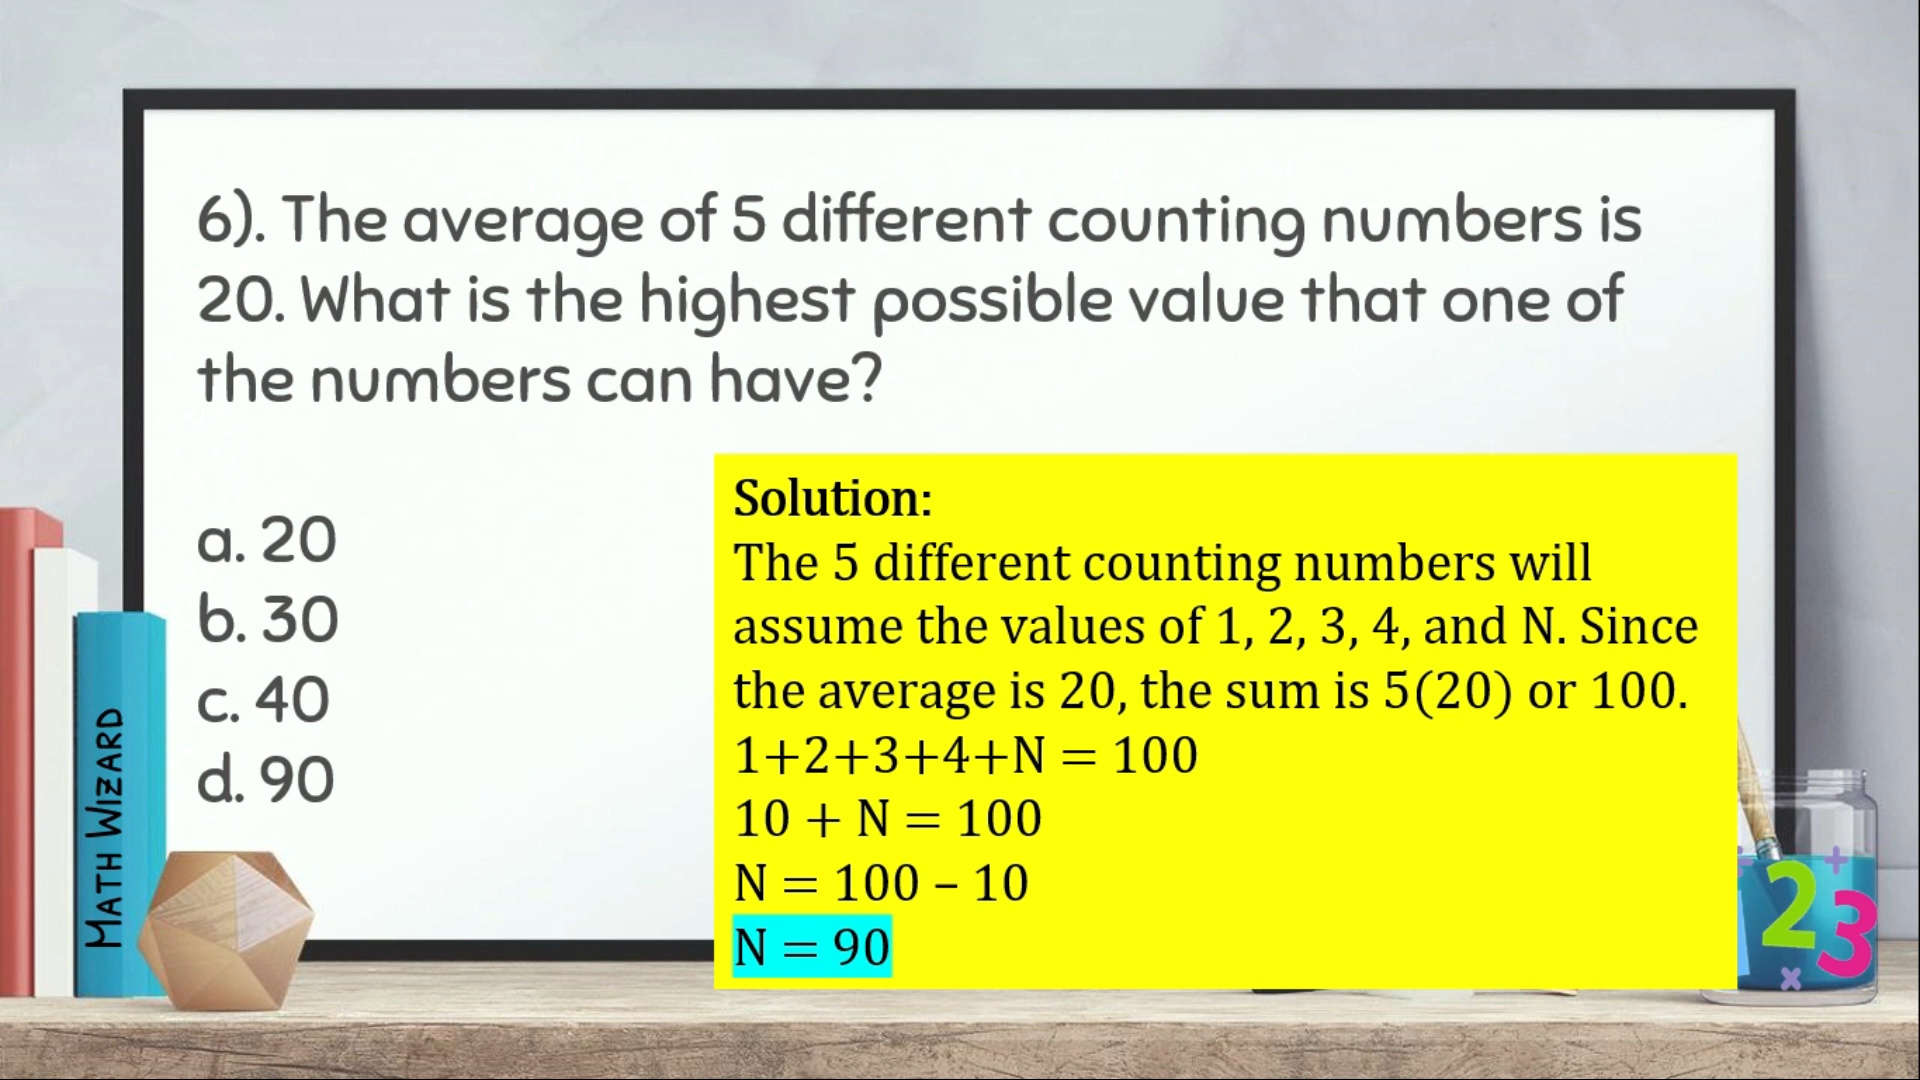 6). The average of 5 different counting numbers is
20. What is the highest possible value that one of
the numbers can have?
a. 20
b. 30
c. 40
d. 90
Solution:
The 5 different counting numbers will
assume the values of 1, 2, 3, 4, and N. Since
the average is 20, the sum is 5(20) or 100.
1+2+3+4+N = 100
10 + N = 100
N = 100 – 10
N = 90
MATH WIZARD
1 2 3